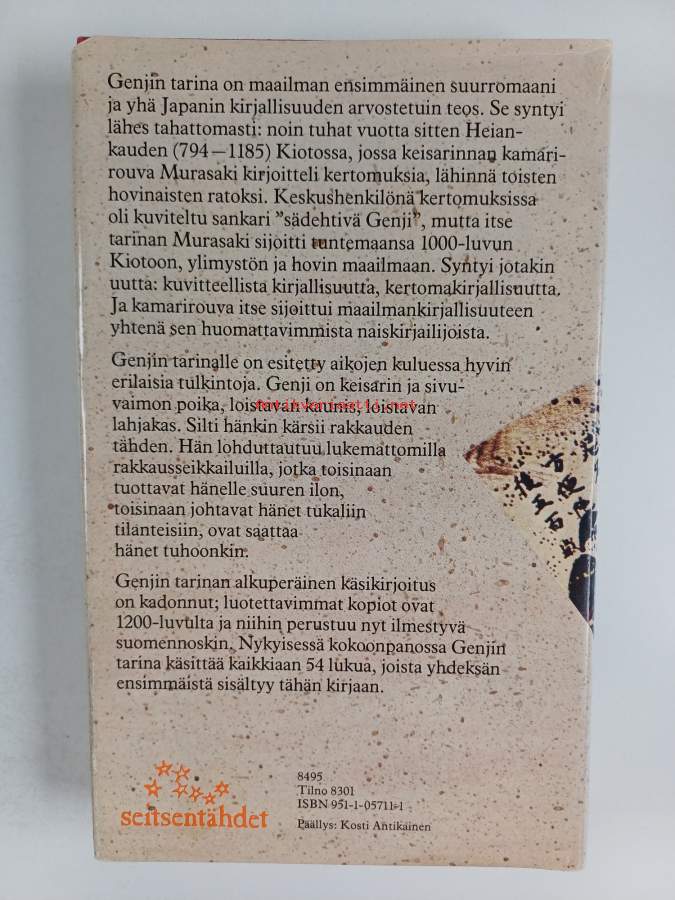 Genjin tarina on maailman ensimmäinen suurromaani
ja yhä Japanin kirjallisuuden arvostetuin teos. Se syntyi
lähes tahattomasti: noin tuhat vuotta sitten Heian-
kauden (794–1185) Kiotossa, jossa keisarinnan kamari-
rouva Murasaki kirjoitteli kertomuksia, lähinnä toisten
hovinaisten ratoksi. Keskushenkilönä kertomuksissa
oli kuviteltu sankari ”sädehtivä Genji”, mutta itse
tarinan Murasaki sijoitti tuntemaansa 1000-luvun
Kiotoon, ylimystön ja hovin maailmaan. Syntyi jotakin
uutta: kuvitteellista kirjallisuutta, kertomakirjallisuutta.
Ja kamarirouva itse sijoittui maailmankirjallisuuteen
yhtenä sen huomattavimmista naiskirjailijoista.
Genjin tarinalle on esitetty aikojen kuluessa hyvin
erilaisia tulkintoja. Genji on keisarin ja sivu-
vaimon poika, loistavan kaunis, loistavan
lahjakas. Silti hänkin kärsii rakkauden
tähden. Hän lohduttautuu lukemattomilla
rakkausseikkailuilla, jotka toisinaan
tuottavat hänelle suuren ilon,
toisinaan johtavat hänet tukaliin
tilanteisiin, ovat saattaa
hänet tuhoonkin.
Genjin tarinan alkuperäinen käsikirjoitus
on kadonnut; luotettavimmat kopiot ovat
1200-luvulta ja niihin perustuu nyt ilmestyvä
suomennoskin. Nykyisessä kokoonpanossa Genjin
tarina käsittää kaikkiaan 54 lukua, joista yhdeksän
ensimmäistä sisältyy tähän kirjaan.
seitsentähdet
8495
Tilno 8301
ISBN 951-1-05711-1
Päällys: Kosti Antikainen
方便
五百